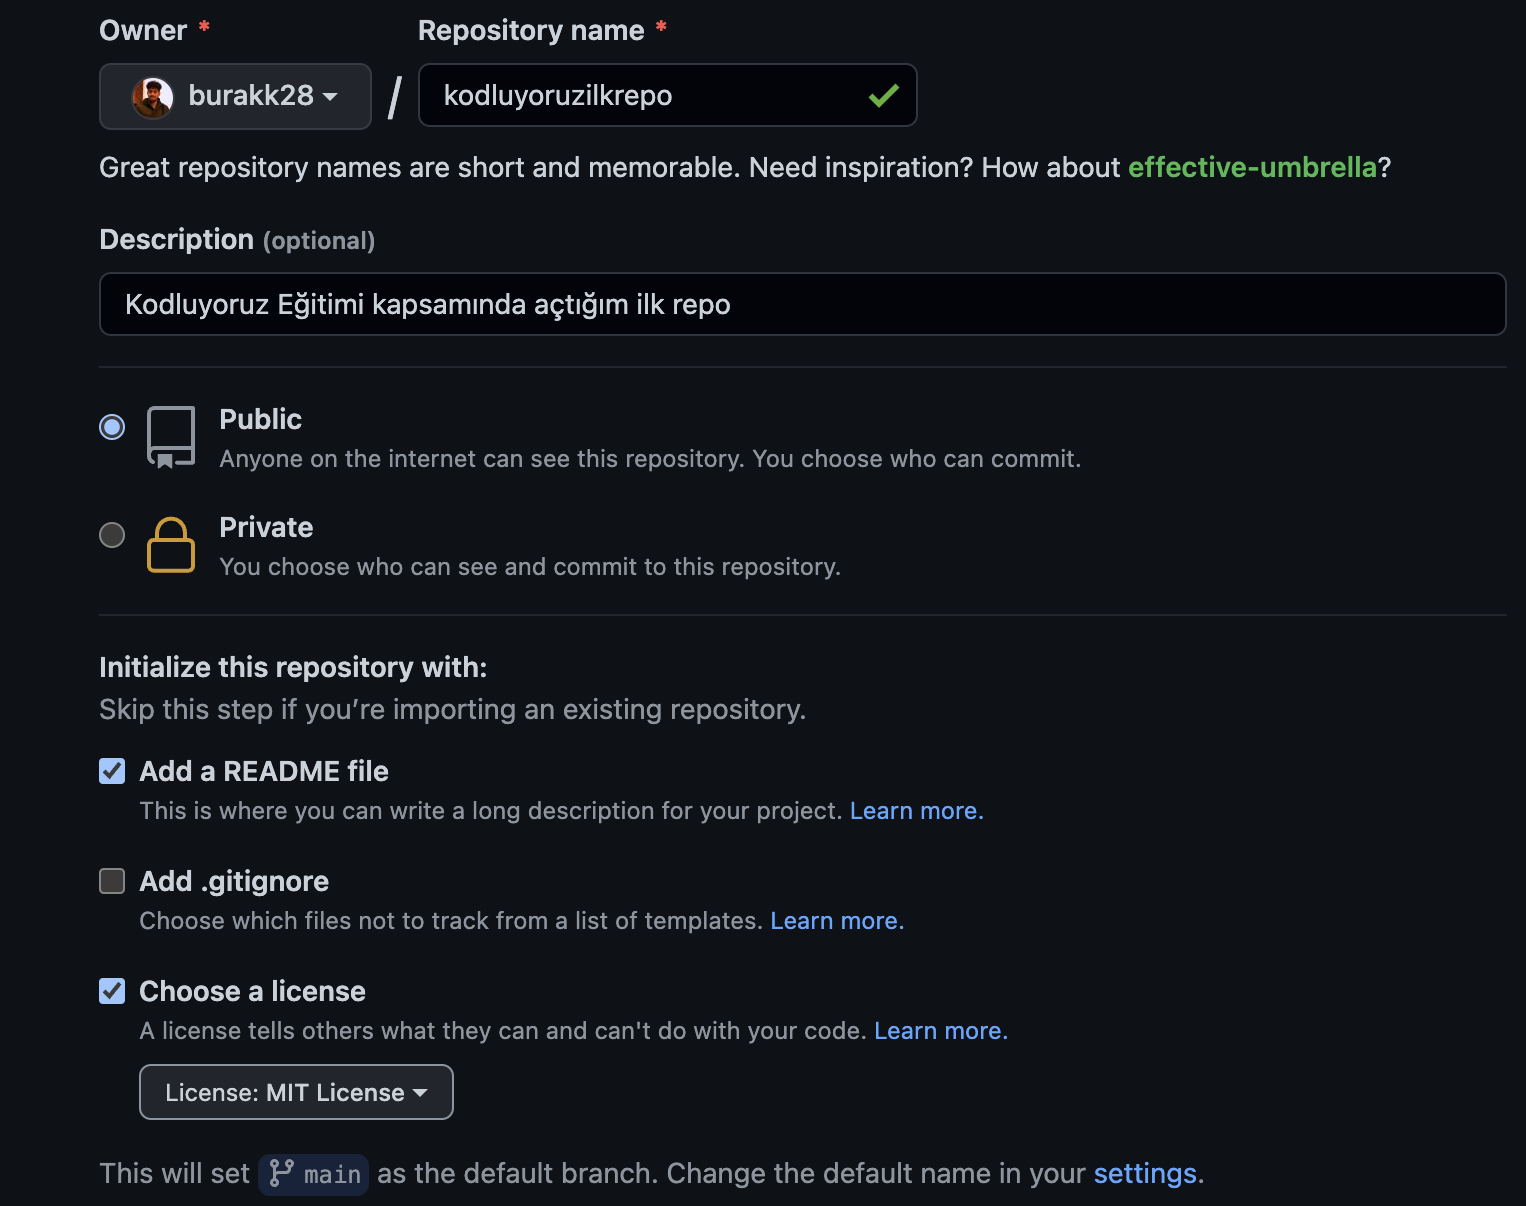 Owner * Repository name *
burakk28 / kodluyoruzilkrepo
Great repository names are short and memorable. Need inspiration? How about effective-umbrella?
Description (optional)
Kodluyoruz Eğitimi kapsamında açtığım ilk repo
Public
Anyone on the internet can see this repository. You choose who can commit.
Private
You choose who can see and commit to this repository.
Initialize this repository with:
Skip this step if you’re importing an existing repository.
Add a README file
This is where you can write a long description for your project. Learn more.
Add .gitignore
Choose which files not to track from a list of templates. Learn more.
Choose a license
A license tells others what they can and can't do with your code. Learn more.
License: MIT License
This will set main as the default branch. Change the default name in your settings.